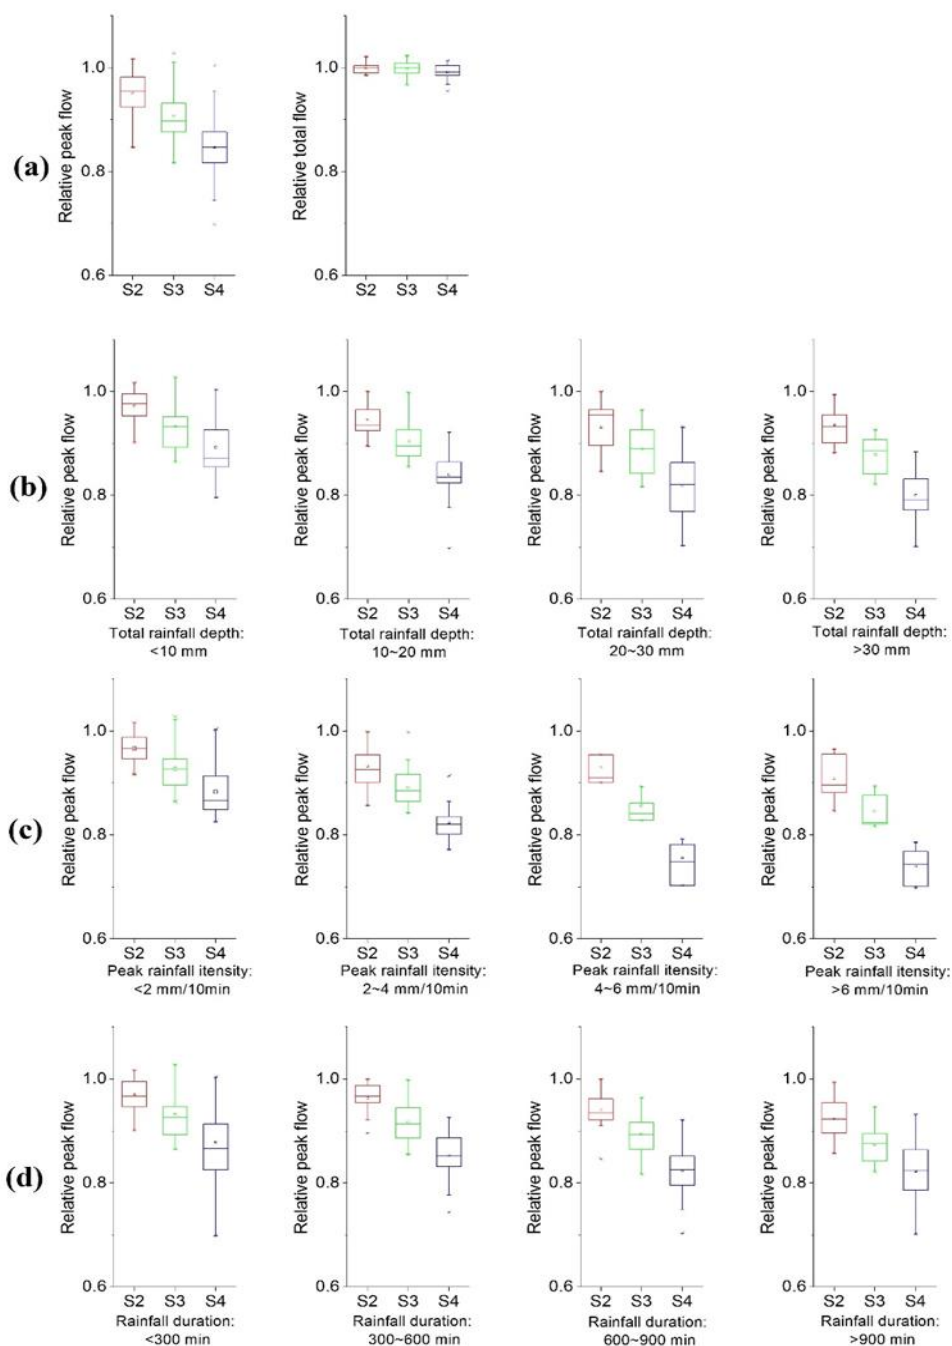 (a)
Relative peak flow
1.0
0.8
0.6
S2 S3 S4
Relative total flow
1.0
0.8
0.6
S2 S3 S4
(b)
Relative peak flow
1.0
0.8
0.6
S2 S3 S4
Total rainfall depth:
<10 mm
Relative peak flow
1.0
0.8
0.6
S2 S3 S4
Total rainfall depth:
10~20 mm
Relative peak flow
1.0
0.8
0.6
S2 S3 S4
Total rainfall depth:
20~30 mm
Relative peak flow
1.0
0.8
0.6
S2 S3 S4
Total rainfall depth:
>30 mm
(c)
Relative peak flow
1.0
0.8
0.6
S2 S3 S4
Peak rainfall itensity:
<2 mm/10min
Relative peak flow
1.0
0.8
0.6
S2 S3 S4
Peak rainfall itensity:
2~4 mm/10min
Relative peak flow
1.0
0.8
0.6
S2 S3 S4
Peak rainfall itensity:
4~6 mm/10min
Relative peak flow
1.0
0.8
0.6
S2 S3 S4
Peak rainfall itensity:
>6 mm/10min
(d)
Relative peak flow
1.0
0.8
0.6
S2 S3 S4
Rainfall duration:
<300 min
Relative peak flow
1.0
0.8
0.6
S2 S3 S4
Rainfall duration:
300~600 min
Relative peak flow
1.0
0.8
0.6
S2 S3 S4
Rainfall duration:
600~900 min
Relative peak flow
1.0
0.8
0.6
S2 S3 S4
Rainfall duration:
>900 min